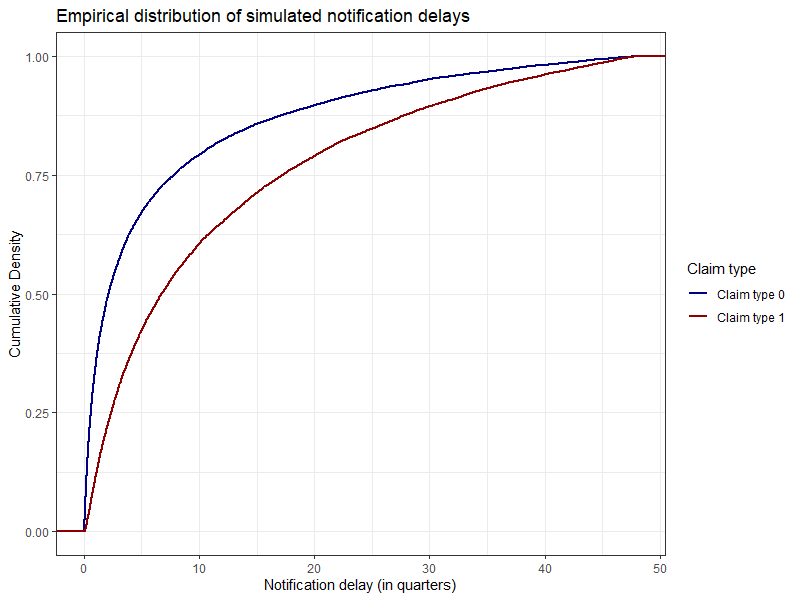 Empirical distribution of simulated notification delays
Cumulative Density
1.00
0.75
0.50
0.25
0.00
0 10 20 30 40 50
Notification delay (in quarters)
Claim type
Claim type 0
Claim type 1